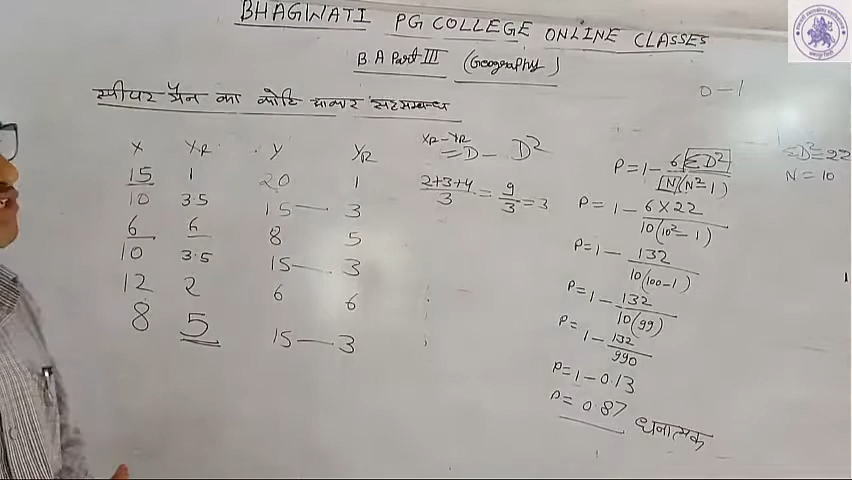 BHAGWATI PG COLLEGE ONLINE CLASSES
B.A Part III (Geography)
0-1
स्पीयर मैन का कोटि अन्तर सहसम्बन्ध
X XR Y YR
15 1 20 1
10 3.5 15 — 3
6 6 8 5
10 3.5 15 — 3
12 2 6 6
8 5 15 — 3
XR-YR
=D- D²
2+3+4/3 = 9/3 = 3
P=1- 6ΣD²/N(N²-1)
P= 1- 6×22/10(10²-1)
P=1- 132/10(100-1)
P=1- 132/10(99)
P= 1- 132/990
P=1-0.13
P= 0.87 धनात्मक
ΣD²=22
N=10